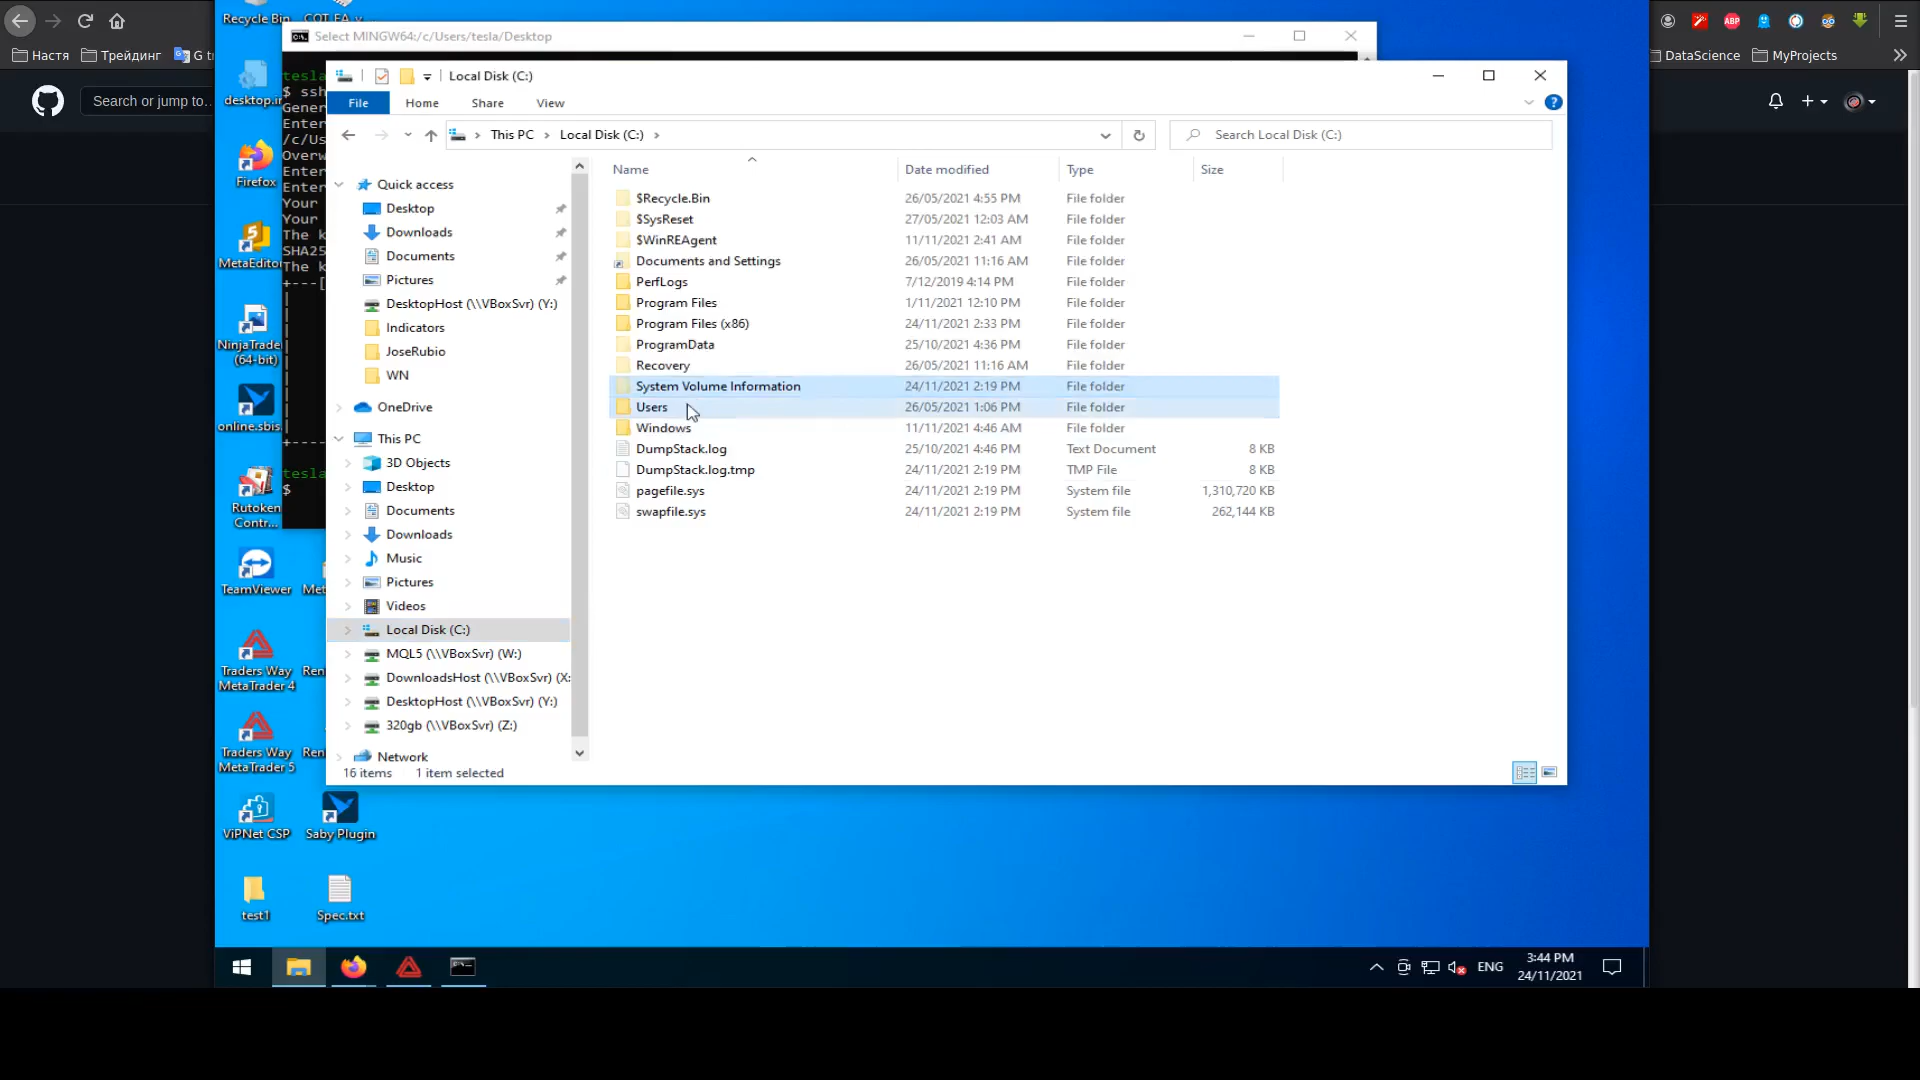 Recycle Bin
Настя
Трейдинг
DataScience
MyProjects
Select MINGW64:/c/Users/tesla/Desktop
Search or jump to...
Local Disk (C:)
File
Home
Share
View
This PC
Local Disk (C:)
Search Local Disk (C:)
tesla
$ ssh
Gener
Enter
/c/Us
Overw
Enter
Enter
Your
Your
The k
SHA25
The k
+---[
+----
tesla
$
Firefox
MetaEditor
NinjaTrader
(64-bit)
online.sbis.
Rutoken
Contr...
TeamViewer
Traders Way
MetaTrader 4
Traders Way
MetaTrader 5
ViPNet CSP
Saby Plugin
test1
Spec.txt
Quick access
Desktop
Downloads
Documents
Pictures
DesktopHost (\\VBoxSvr) (Y:)
Indicators
JoseRubio
WN
OneDrive
This PC
3D Objects
Desktop
Documents
Downloads
Music
Pictures
Videos
Local Disk (C:)
MQL5 (\\VBoxSvr) (W:)
DownloadsHost (\\VBoxSvr) (X:
DesktopHost (\\VBoxSvr) (Y:)
320gb (\\VBoxSvr) (Z:)
Network
Name Date modified Type Size
$Recycle.Bin 26/05/2021 4:55 PM File folder
$SysReset 27/05/2021 12:03 AM File folder
$WinREAgent 11/11/2021 2:41 AM File folder
Documents and Settings 26/05/2021 11:16 AM File folder
PerfLogs 7/12/2019 4:14 PM File folder
Program Files 1/11/2021 12:10 PM File folder
Program Files (x86) 24/11/2021 2:33 PM File folder
ProgramData 25/10/2021 4:36 PM File folder
Recovery 26/05/2021 11:16 AM File folder
System Volume Information 24/11/2021 2:19 PM File folder
Users 26/05/2021 1:06 PM File folder
Windows 11/11/2021 4:46 AM File folder
DumpStack.log 25/10/2021 4:46 PM Text Document 8 KB
DumpStack.log.tmp 24/11/2021 2:19 PM TMP File 8 KB
pagefile.sys 24/11/2021 2:19 PM System file 1,310,720 KB
swapfile.sys 24/11/2021 2:19 PM System file 262,144 KB
16 items 1 item selected
ENG
3:44 PM
24/11/2021